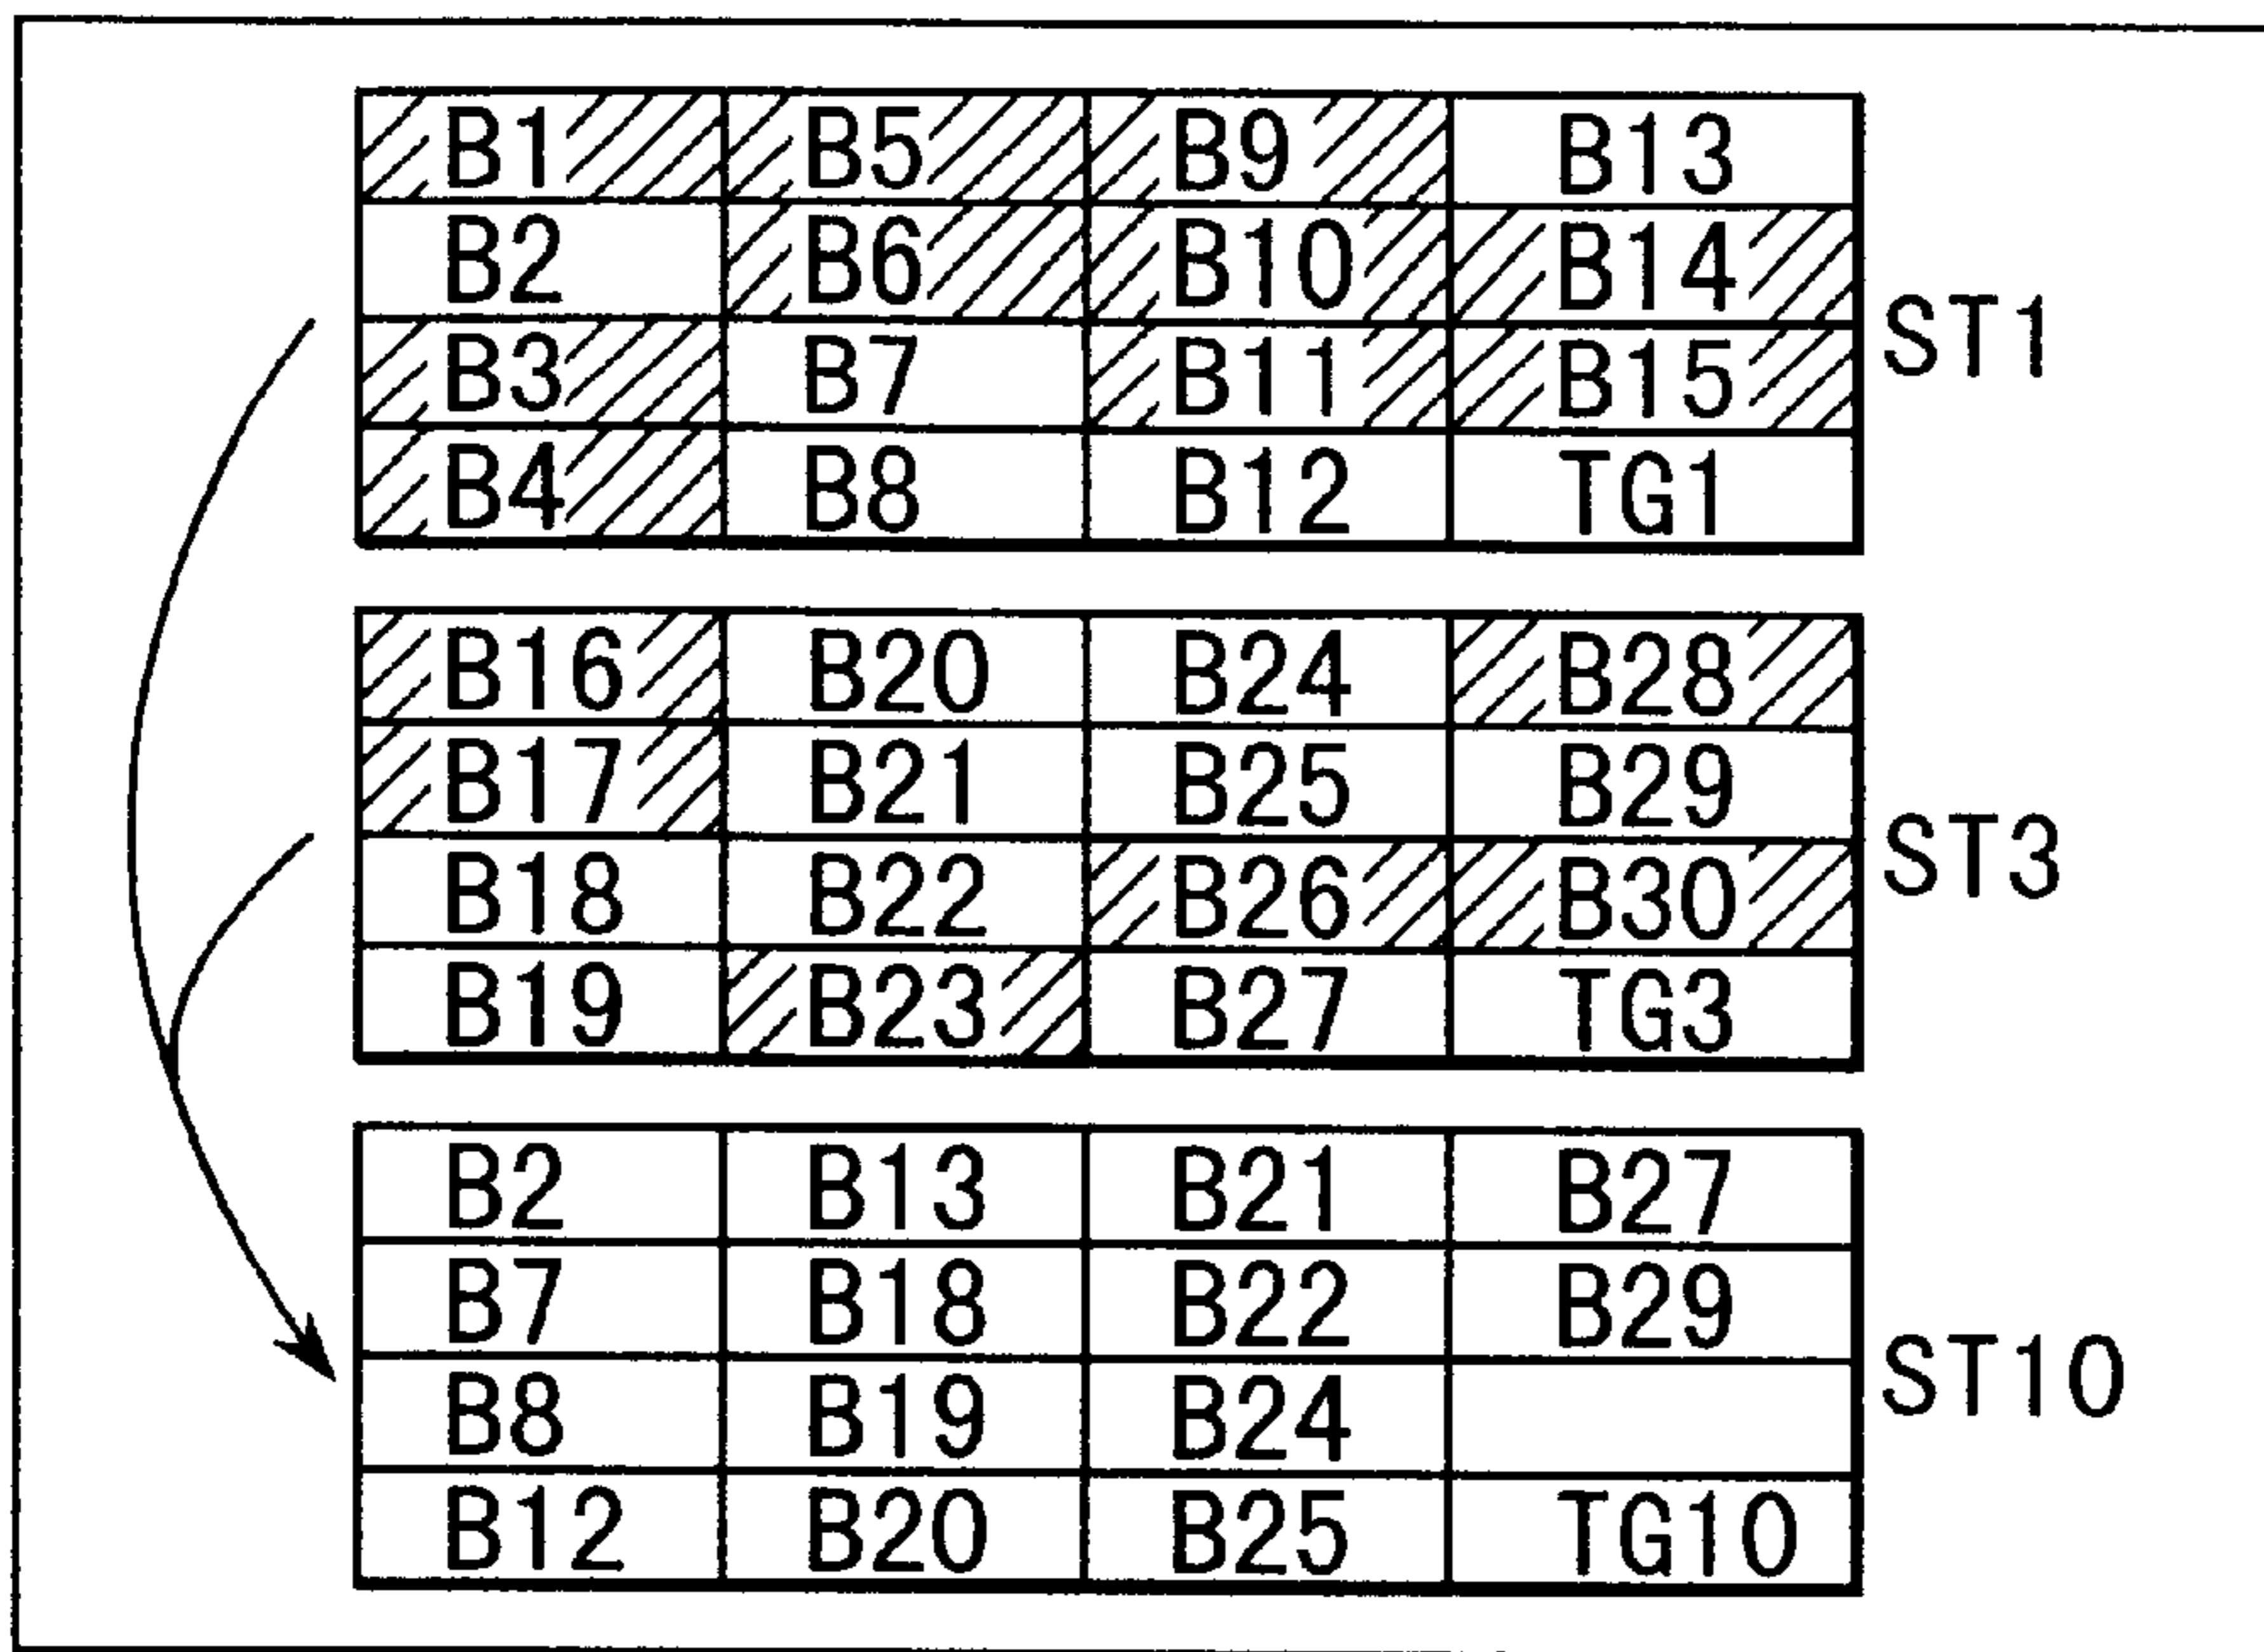 B1 B5 B9 B13
B2 B6 B10 B14
B3 B7 B11 B15
B4 B8 B12 TG1
ST1
B16 B20 B24 B28
B17 B21 B25 B29
B18 B22 B26 B30
B19 B23 B27 TG3
ST3
B2 B13 B21 B27
B7 B18 B22 B29
B8 B19 B24
B12 B20 B25 TG10
ST10